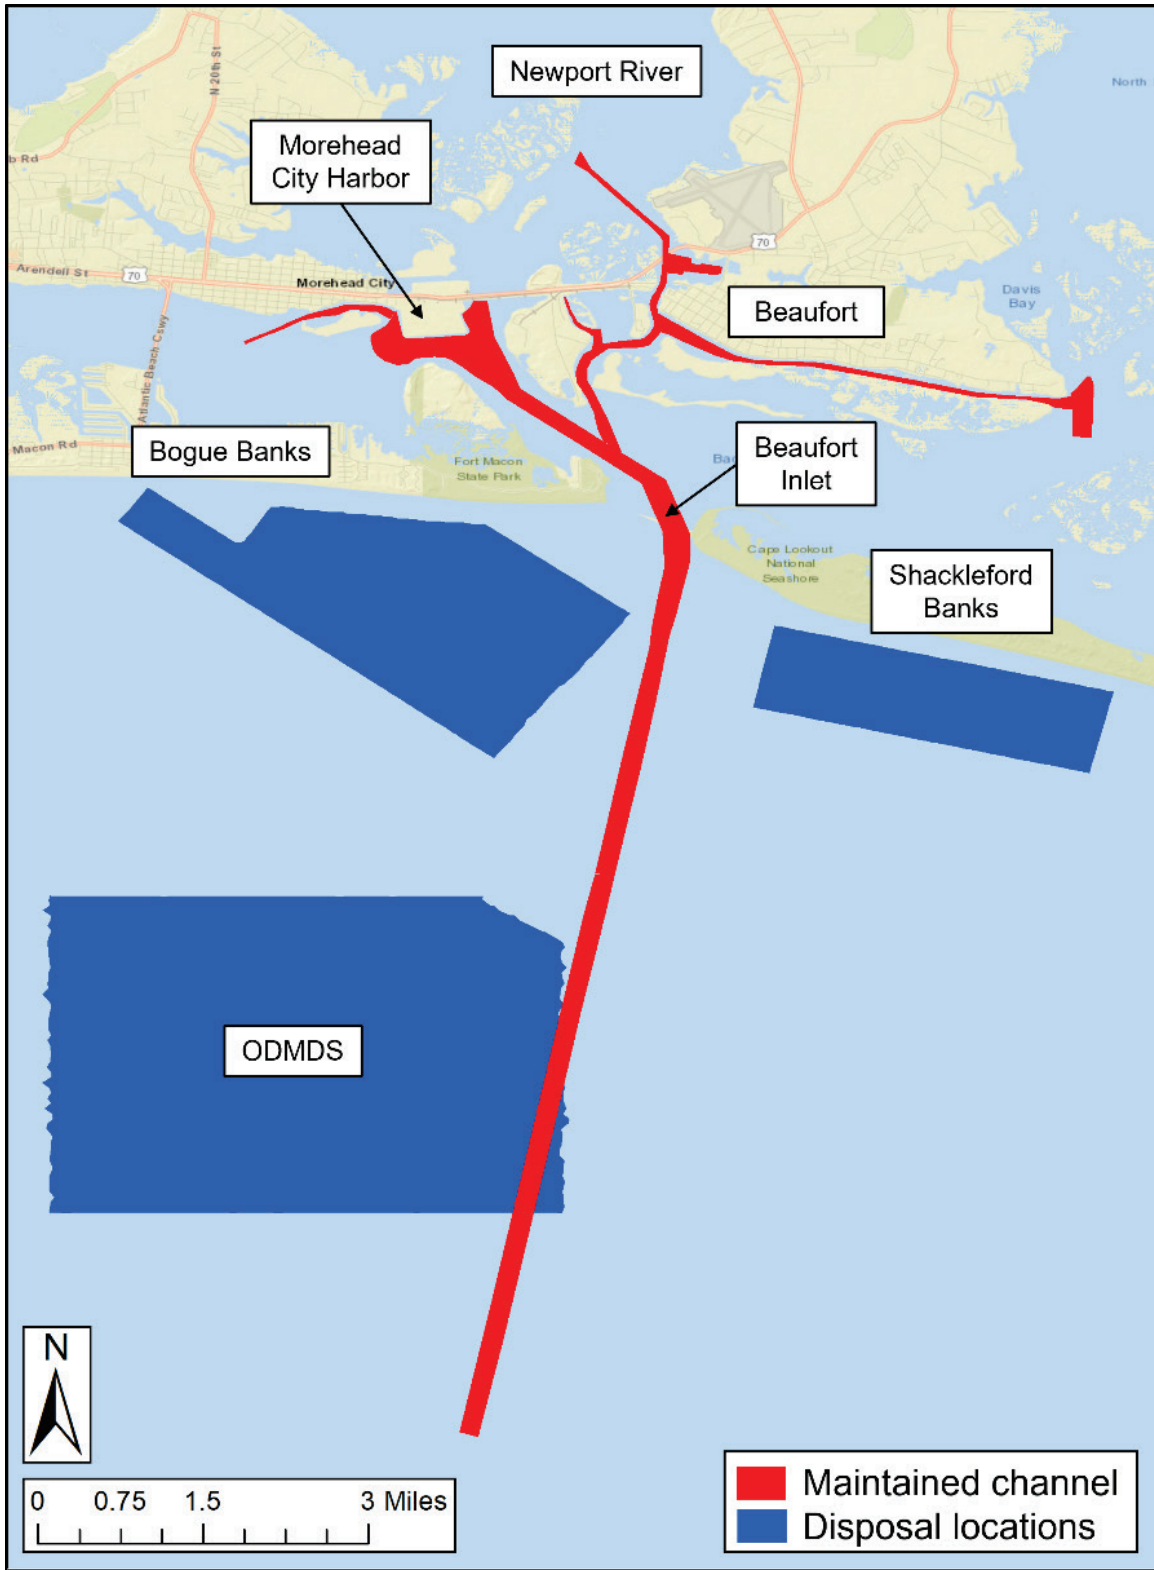 Newport River
N 20th St
North
Morehead
City Harbor
b Rd
70
Arendell St
70
Morehead City
Davis
Bay
Beaufort
Atlantic Beach Cswy
Macon Rd
Bogue Banks
Fort Macon
State Park
Ba
Beaufort
Inlet
Cape Lookout
National
Seashore
Shackleford
Banks
ODMDS
N
0 0.75 1.5 3 Miles
Maintained channel
Disposal locations